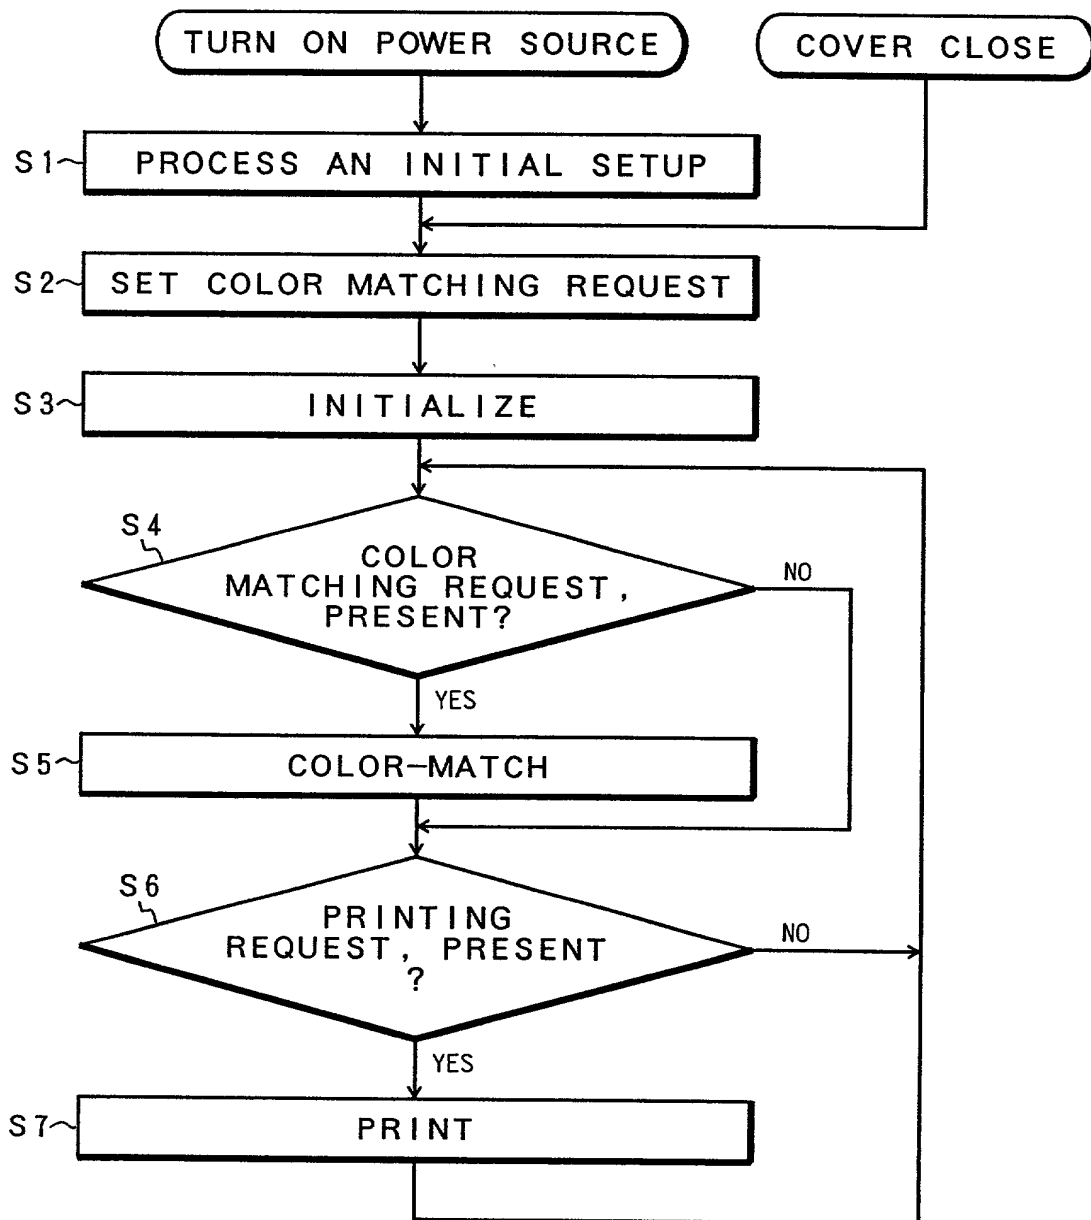 TURN ON POWER SOURCE
COVER CLOSE
S1
PROCESS AN INITIAL SETUP
S2
SET COLOR MATCHING REQUEST
S3
INITIALIZE
S4
COLOR
MATCHING REQUEST,
PRESENT?
NO
YES
S5
COLOR-MATCH
S6
PRINTING
REQUEST, PRESENT
?
NO
YES
S7
PRINT